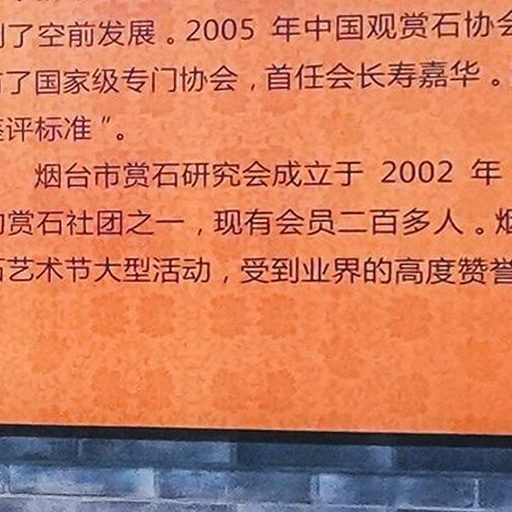 了空前发展。2005 年中国观赏石协会
了国家级专门协会，首任会长寿嘉华。
评标准”。
烟台市赏石研究会成立于 2002 年
赏石社团之一，现有会员二百多人。烟
石艺术节大型活动，受到业界的高度赞誉